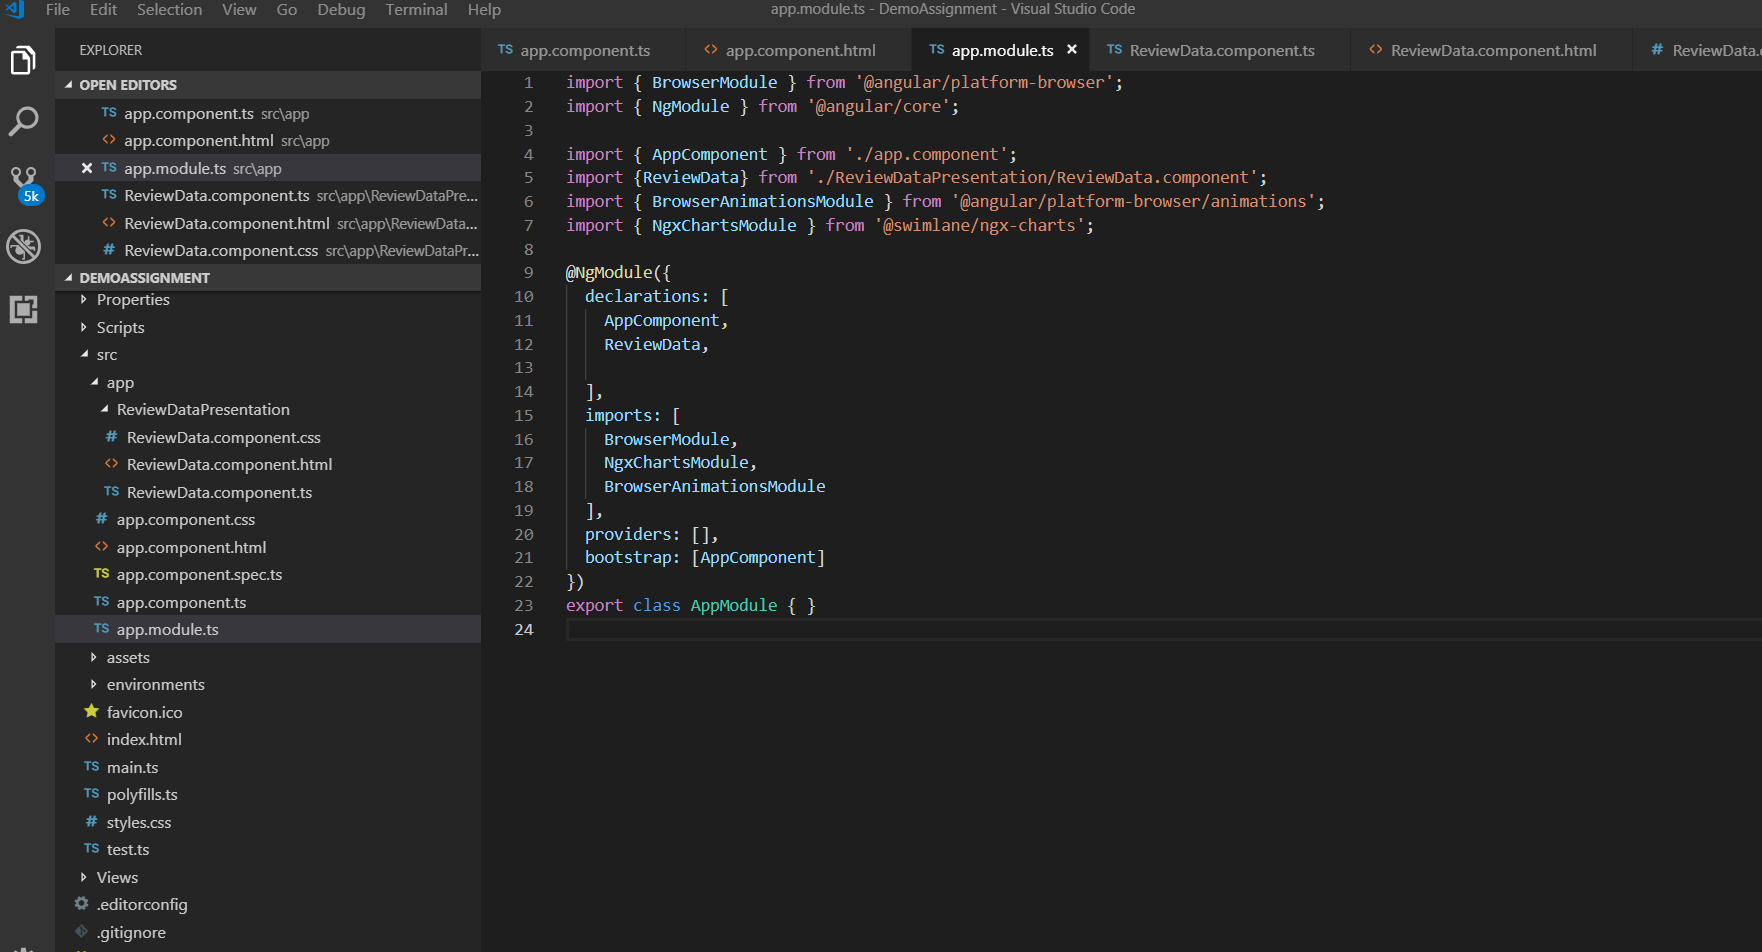 File Edit Selection View Go Debug Terminal Help
app.module.ts - DemoAssignment - Visual Studio Code
EXPLORER
OPEN EDITORS
TS app.component.ts src\app
<> app.component.html src\app
TS app.module.ts src\app
TS ReviewData.component.ts src\app\ReviewDataPre...
<> ReviewData.component.html src\app\ReviewData...
# ReviewData.component.css src\app\ReviewDataPr...
DEMOASSIGNMENT
Properties
Scripts
src
app
ReviewDataPresentation
# ReviewData.component.css
<> ReviewData.component.html
TS ReviewData.component.ts
# app.component.css
<> app.component.html
TS app.component.spec.ts
TS app.component.ts
TS app.module.ts
assets
environments
favicon.ico
<> index.html
TS main.ts
TS polyfills.ts
# styles.css
TS test.ts
Views
.editorconfig
.gitignore
5k
TS app.component.ts <> app.component.html TS app.module.ts × TS ReviewData.component.ts <> ReviewData.component.html # ReviewData.
1 import { BrowserModule } from '@angular/platform-browser';
2 import { NgModule } from '@angular/core';
3
4 import { AppComponent } from './app.component';
5 import {ReviewData} from './ReviewDataPresentation/ReviewData.component';
6 import { BrowserAnimationsModule } from '@angular/platform-browser/animations';
7 import { NgxChartsModule } from '@swimlane/ngx-charts';
8
9 @NgModule({
10 declarations: [
11 AppComponent,
12 ReviewData,
13
14 ],
15 imports: [
16 BrowserModule,
17 NgxChartsModule,
18 BrowserAnimationsModule
19 ],
20 providers: [],
21 bootstrap: [AppComponent]
22 })
23 export class AppModule { }
24